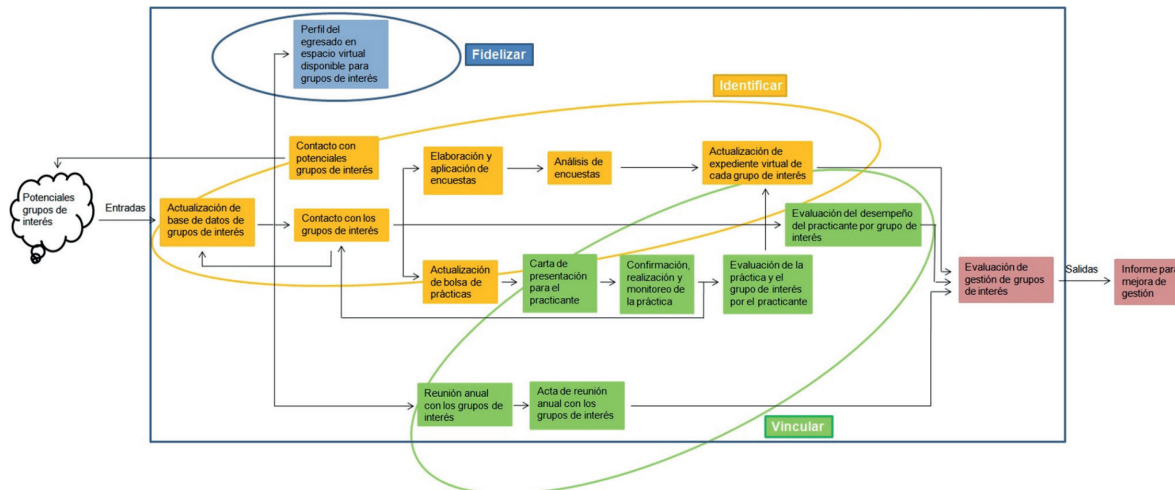 Perfil del
egresado en
espacio virtual
disponible para
grupos de interés
Fidelizar
Identificar
Contacto con
potenciales
grupos de interés
Elaboración y
aplicación de
encuestas
Análisis de
encuestas
Actualización de
expediente virtual de
cada grupo de interés
Potenciales
grupos de
interés
Entradas
Actualización de
base de datos de
grupos de interés
Contacto con los
grupos de interés
Evaluación del desempeño
del practicante por grupo de
interés
Actualización
de bolsa de
prácticas
Carta de
presentación
para el
practicante
Confirmación,
realización y
monitoreo de
la práctica
Evaluación de la
práctica y el
grupo de interés
por el practicante
Evaluación de
gestión de grupos
de interés
Salidas
Informe para
mejora de
gestión
Reunión anual
con los grupos de
interés
Acta de reunión
anual con los
grupos de interés
Vincular